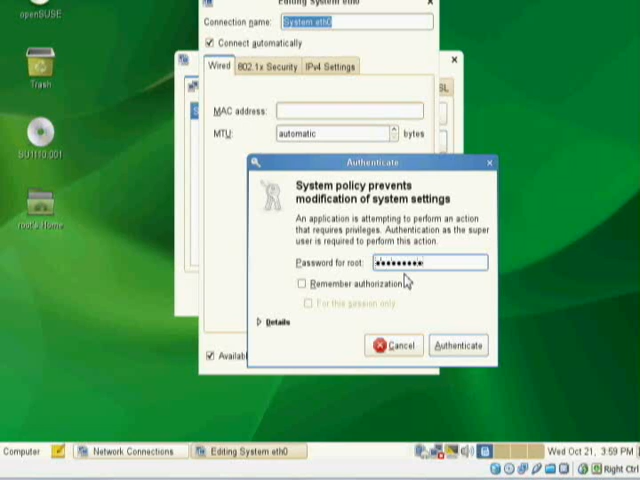 openSUSE
Trash
SU1110.001
root's Home
Editing System eth0
Connection name: System eth0
Connect automatically
Wired 802.1x Security IPv4 Settings
MAC address:
MTU: automatic bytes
Authenticate
System policy prevents
modification of system settings
An application is attempting to perform an action
that requires privileges. Authentication as the super
user is required to perform this action.
Password for root:
Remember authorization
For this session only
Details
Cancel Authenticate
Computer Network Connections Editing System eth0 Wed Oct 21, 3:59 PM
Right Ctrl